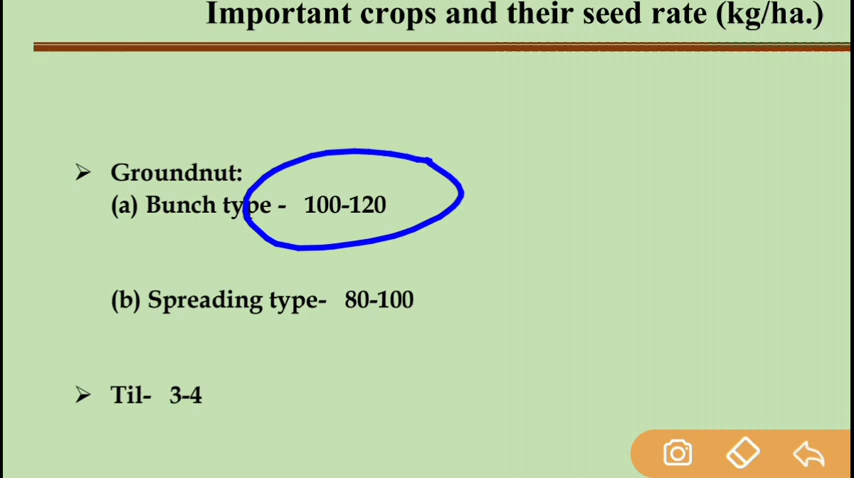 Important crops and their seed rate (kg/ha.)
➢ Groundnut:
(a) Bunch type - 100-120
(b) Spreading type- 80-100
➢ Til- 3-4